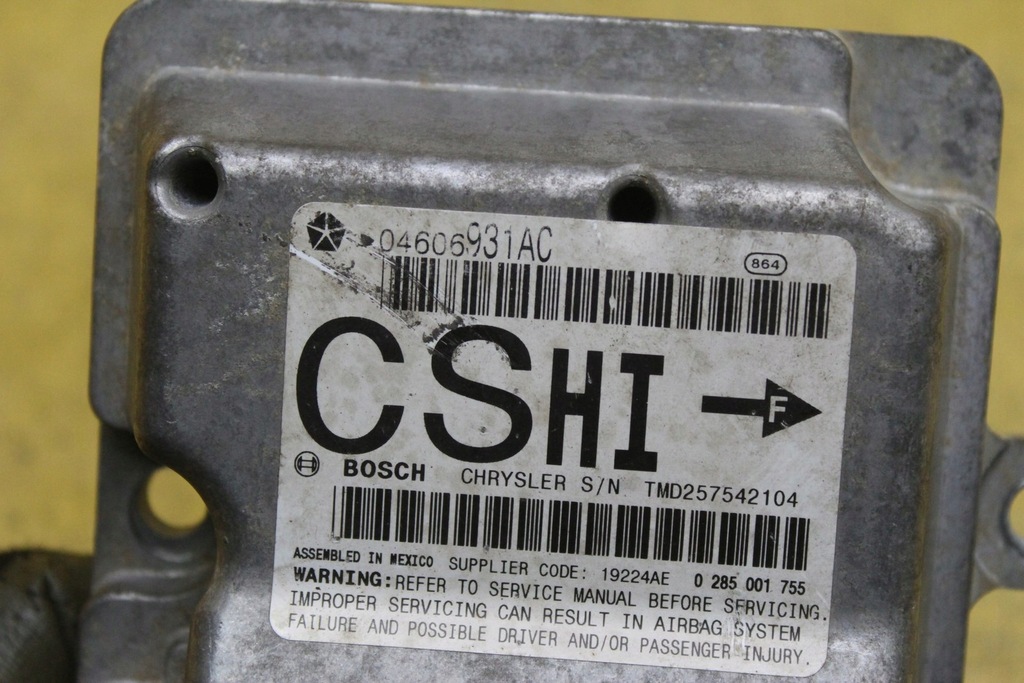 04606931AC
864
CSHI
F
BOSCH CHRYSLER S/N TMD257542104
ASSEMBLED IN MEXICO SUPPLIER CODE: 19224AE 0 285 001 755
WARNING: REFER TO SERVICE MANUAL BEFORE SERVICING.
IMPROPER SERVICING CAN RESULT IN AIRBAG SYSTEM
FAILURE AND POSSIBLE DRIVER AND/OR PASSENGER INJURY.